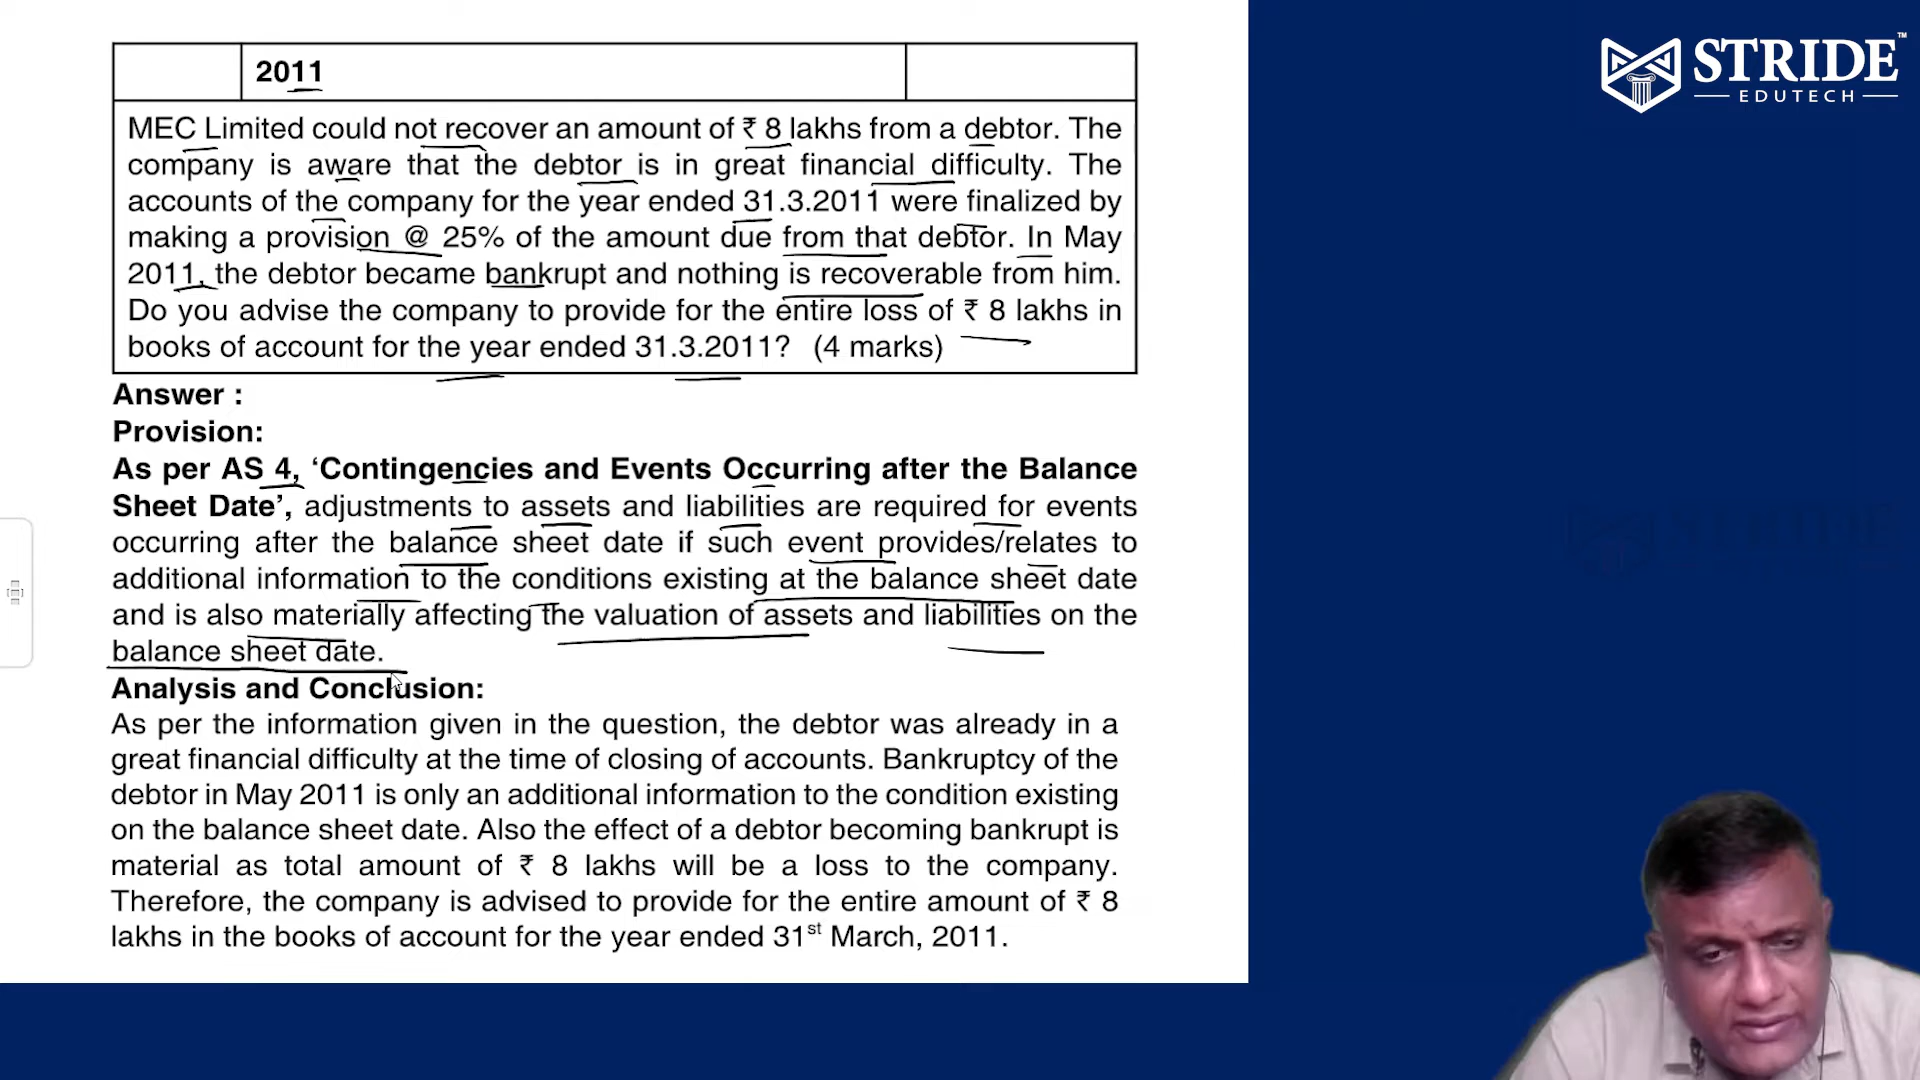 2011
MEC Limited could not recover an amount of ₹ 8 lakhs from a debtor. The
company is aware that the debtor is in great financial difficulty. The
accounts of the company for the year ended 31.3.2011 were finalized by
making a provision @ 25% of the amount due from that debtor. In May
2011, the debtor became bankrupt and nothing is recoverable from him.
Do you advise the company to provide for the entire loss of ₹ 8 lakhs in
books of account for the year ended 31.3.2011? (4 marks)
Answer :
Provision:
As per AS 4, ‘Contingencies and Events Occurring after the Balance
Sheet Date’, adjustments to assets and liabilities are required for events
occurring after the balance sheet date if such event provides/relates to
additional information to the conditions existing at the balance sheet date
and is also materially affecting the valuation of assets and liabilities on the
balance sheet date.
Analysis and Conclusion:
As per the information given in the question, the debtor was already in a
great financial difficulty at the time of closing of accounts. Bankruptcy of the
debtor in May 2011 is only an additional information to the condition existing
on the balance sheet date. Also the effect of a debtor becoming bankrupt is
material as total amount of ₹ 8 lakhs will be a loss to the company.
Therefore, the company is advised to provide for the entire amount of ₹ 8
lakhs in the books of account for the year ended 31st March, 2011.
STRIDE™
EDUTECH
STRIDE